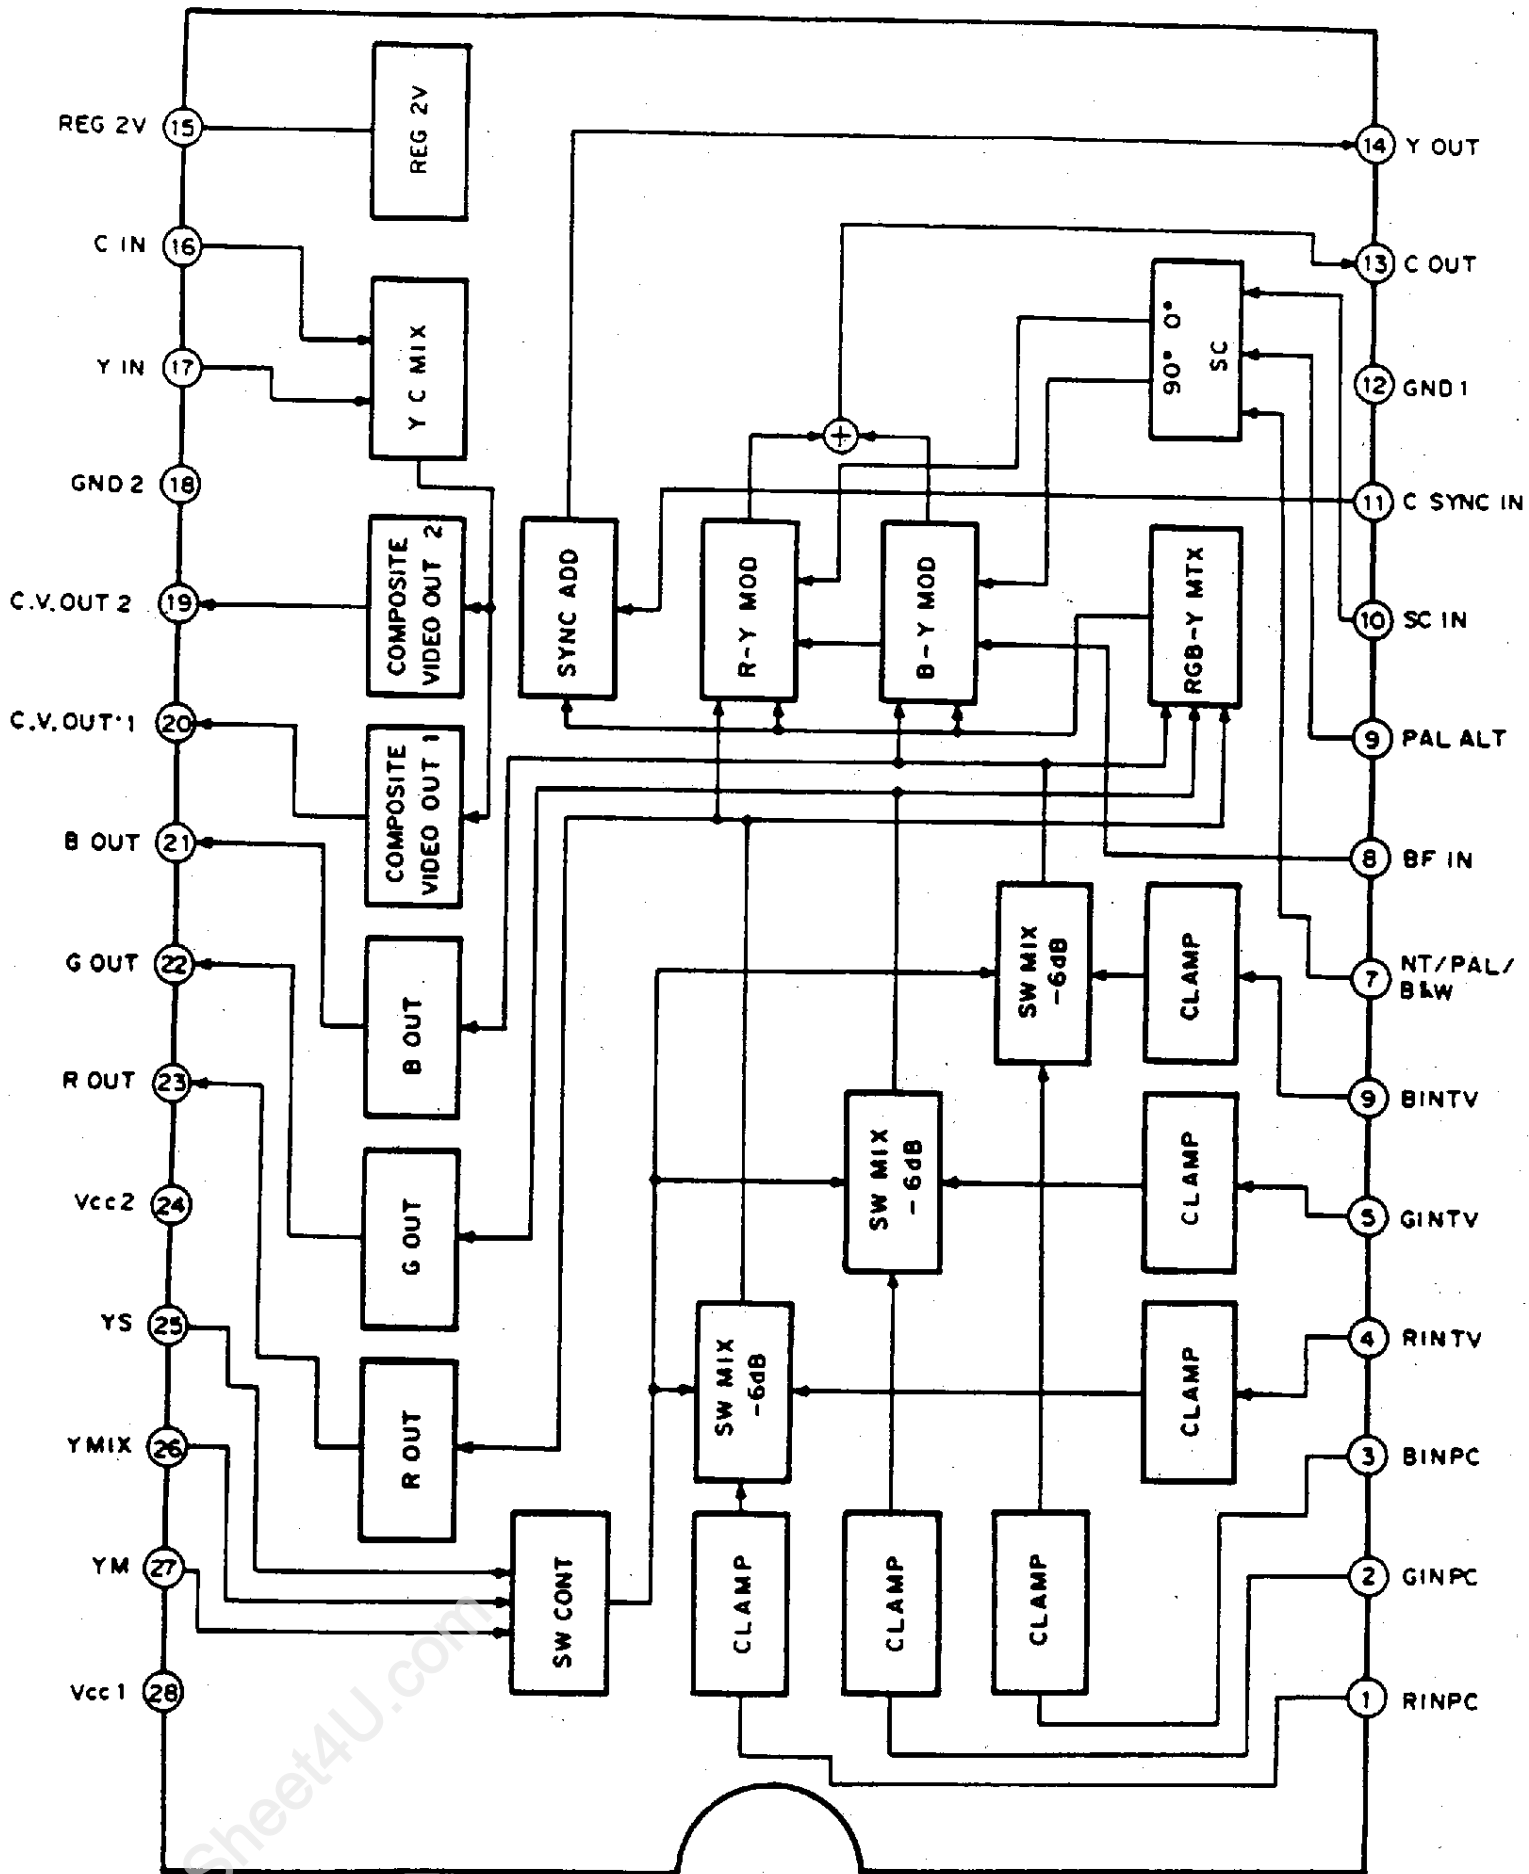 REG 2V
15
C IN
16
Y IN
17
GND 2
18
C.V.OUT 2
19
C.V.OUT 1
20
B OUT
21
G OUT
22
R OUT
23
Vcc2
24
YS
25
YMIX
26
YM
27
Vcc1
28
REG 2V
Y C MIX
COMPOSITE
VIDEO OUT 2
COMPOSITE
VIDEO OUT 1
B OUT
G OUT
R OUT
SW CONT
SYNC ADD
R-Y MOD
B-Y MOD
RGB-Y MTX
+
90° 0°
SC
SW MIX
-6dB
SW MIX
-6dB
SW MIX
-6dB
CLAMP
CLAMP
CLAMP
CLAMP
CLAMP
CLAMP
14
Y OUT
13
C OUT
12
GND 1
11
C SYNC IN
10
SC IN
9
PAL ALT
8
BF IN
7
NT/PAL/
B&W
9
BINTV
5
GINTV
4
RINTV
3
BINPC
2
GINPC
1
RINPC
Sheet4U.com